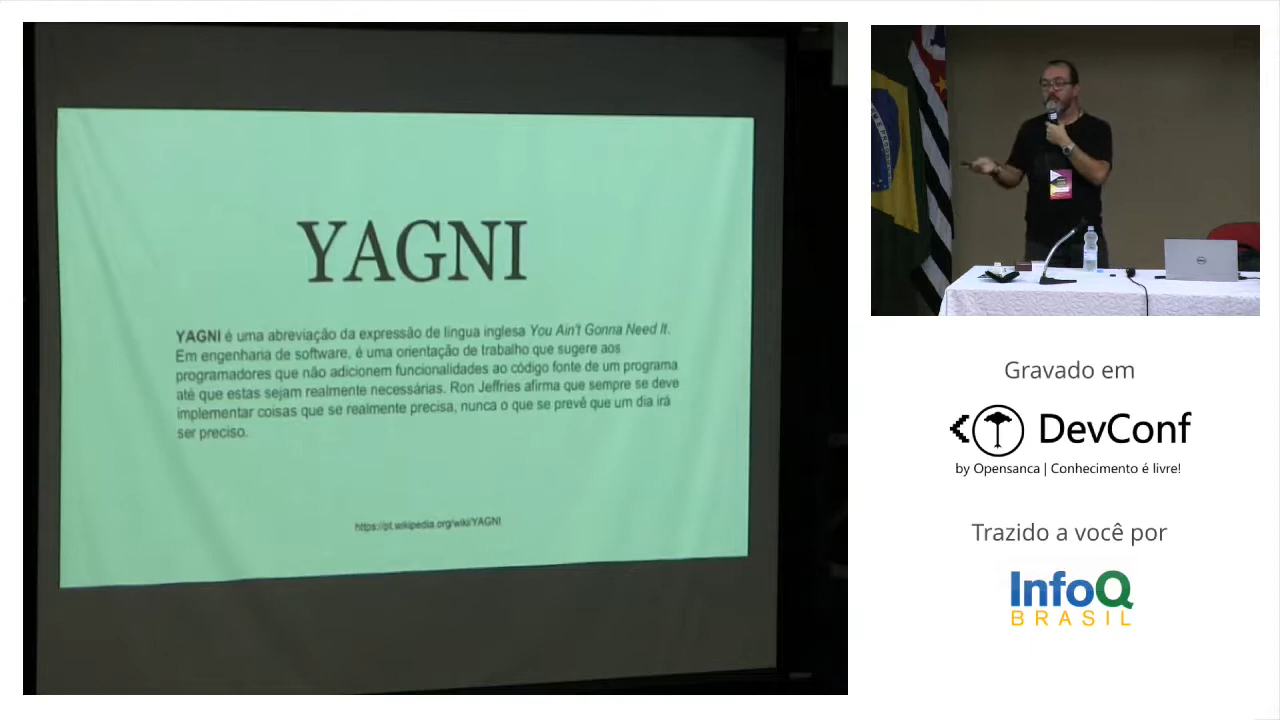 YAGNI
YAGNI é uma abreviação da expressão de língua inglesa You Ain't Gonna Need It.
Em engenharia de software, é uma orientação de trabalho que sugere aos
programadores que não adicionem funcionalidades ao código fonte de um programa
até que estas sejam realmente necessárias. Ron Jeffries afirma que sempre se deve
implementar coisas que se realmente precisa, nunca o que se prevê que um dia irá
ser preciso.
https://pt.wikipedia.org/wiki/YAGNI
Gravado em
DevConf
by Opensanca | Conhecimento é livre!
Trazido a você por
InfoQ
BRASIL